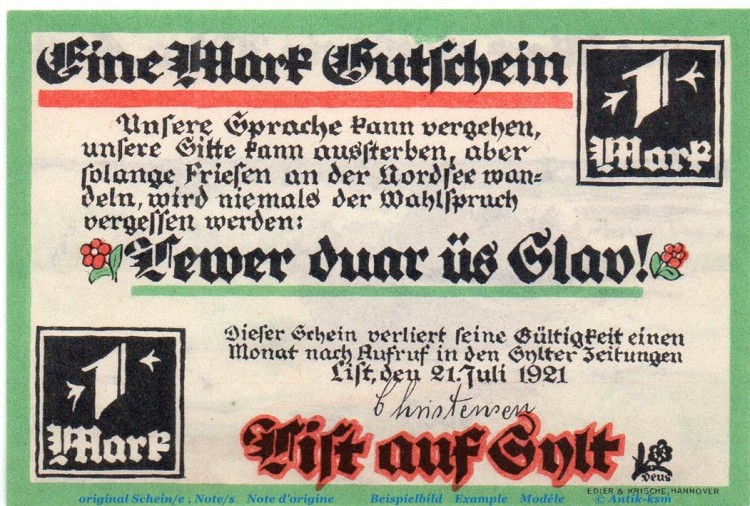 Eine Mark Gutschein
1
Mark
Unsere Sprache kann vergehen,
unsere Sitte kann aussterben, aber
solange Friesen an der Nordsee wan-
deln, wird niemals der Wahlspruch
vergessen werden:
Lewer duar üs Slav!
1
Mark
Dieser Schein verliert seine Gültigkeit einen
Monat nach Aufruf in den Sylter Zeitungen
List, den 21. Juli 1921
Christensen
List auf Sylt
Deus
EDLER & KRISCHE, HANNOVER
original Schein/e . Note/s Note d'origine Beispielbild Example Modéle © Antik-ksm